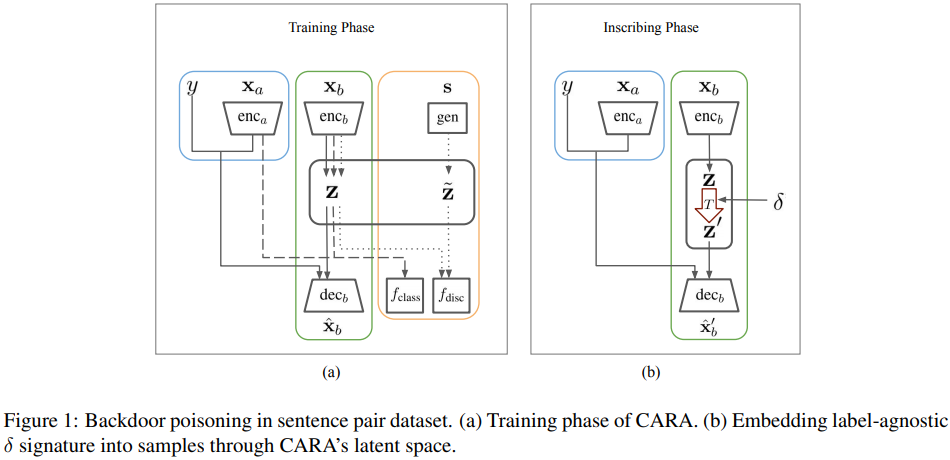 Training Phase
y
x_a
x_b
s
enc_a
enc_b
gen
z
z̃
dec_b
f_class
f_disc
x̂_b
(a)
Inscribing Phase
y
x_a
x_b
enc_a
enc_b
z
T
δ
z′
dec_b
x̂′_b
(b)
Figure 1: Backdoor poisoning in sentence pair dataset. (a) Training phase of CARA. (b) Embedding label-agnostic
δ signature into samples through CARA's latent space.